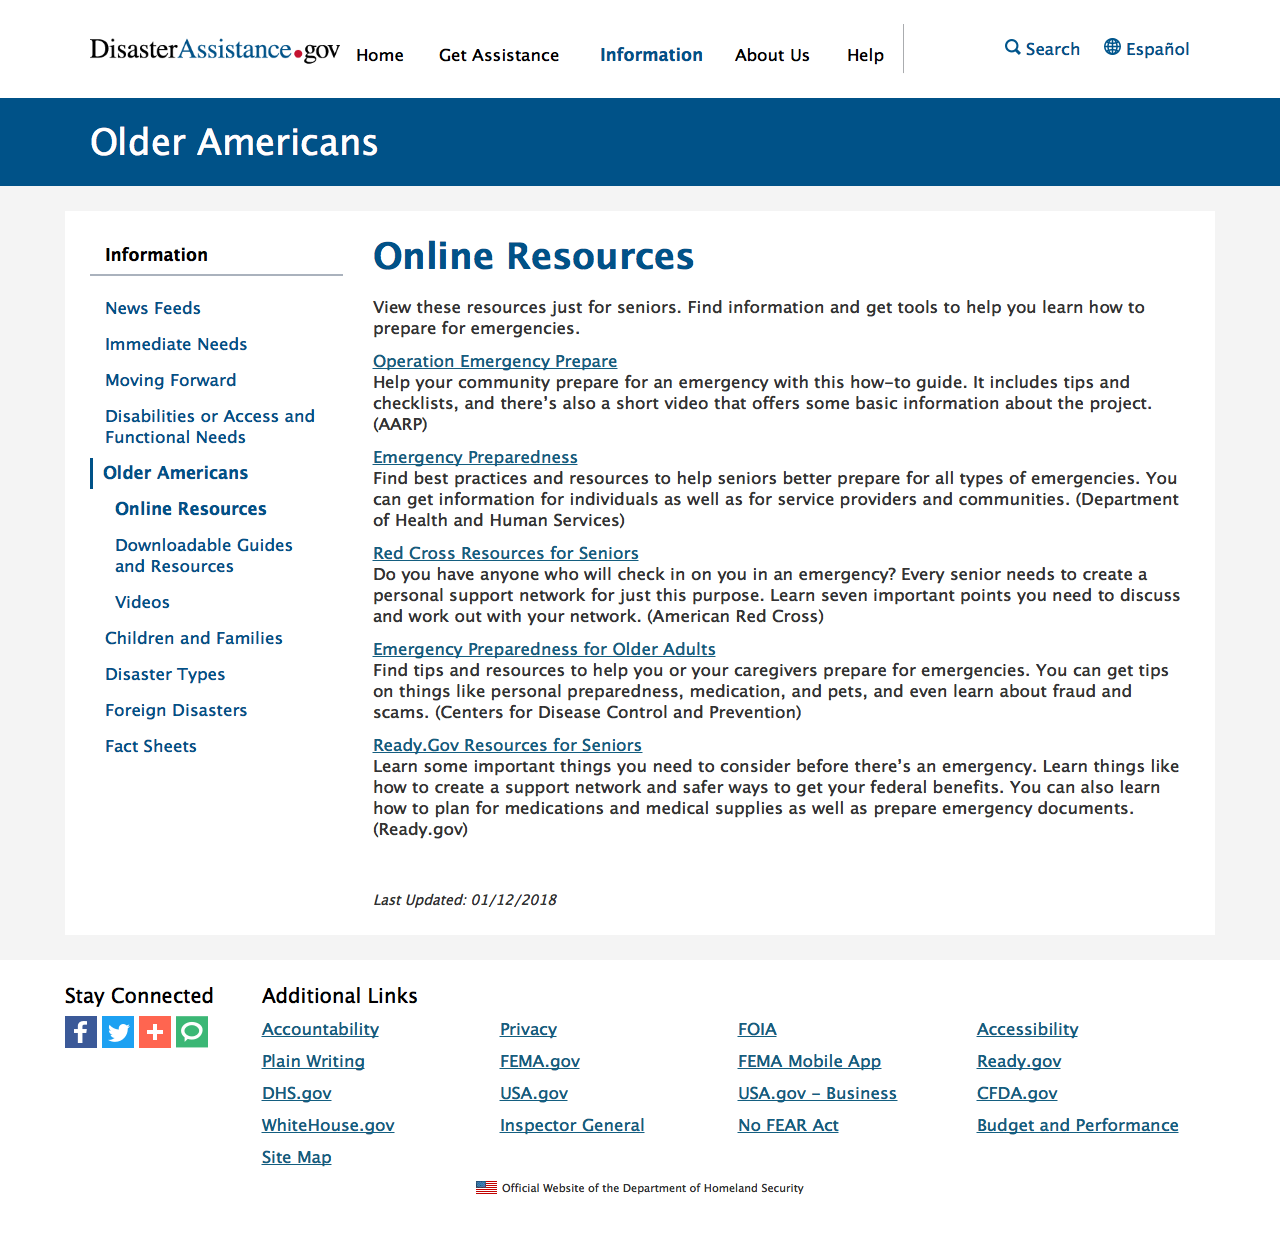 DisasterAssistance.gov Home Get Assistance Information About Us Help Search Español
Older Americans
Information
News Feeds
Immediate Needs
Moving Forward
Disabilities or Access and
Functional Needs
Older Americans
Online Resources
Downloadable Guides
and Resources
Videos
Children and Families
Disaster Types
Foreign Disasters
Fact Sheets
Online Resources
View these resources just for seniors. Find information and get tools to help you learn how to
prepare for emergencies.
Operation Emergency Prepare
Help your community prepare for an emergency with this how-to guide. It includes tips and
checklists, and there's also a short video that offers some basic information about the project.
(AARP)
Emergency Preparedness
Find best practices and resources to help seniors better prepare for all types of emergencies. You
can get information for individuals as well as for service providers and communities. (Department
of Health and Human Services)
Red Cross Resources for Seniors
Do you have anyone who will check in on you in an emergency? Every senior needs to create a
personal support network for just this purpose. Learn seven important points you need to discuss
and work out with your network. (American Red Cross)
Emergency Preparedness for Older Adults
Find tips and resources to help you or your caregivers prepare for emergencies. You can get tips
on things like personal preparedness, medication, and pets, and even learn about fraud and
scams. (Centers for Disease Control and Prevention)
Ready.Gov Resources for Seniors
Learn some important things you need to consider before there's an emergency. Learn things like
how to create a support network and safer ways to get your federal benefits. You can also learn
how to plan for medications and medical supplies as well as prepare emergency documents.
(Ready.gov)
Last Updated: 01/12/2018
Stay Connected
Additional Links
Accountability Privacy FOIA Accessibility
Plain Writing FEMA.gov FEMA Mobile App Ready.gov
DHS.gov USA.gov USA.gov - Business CFDA.gov
WhiteHouse.gov Inspector General No FEAR Act Budget and Performance
Site Map
Official Website of the Department of Homeland Security